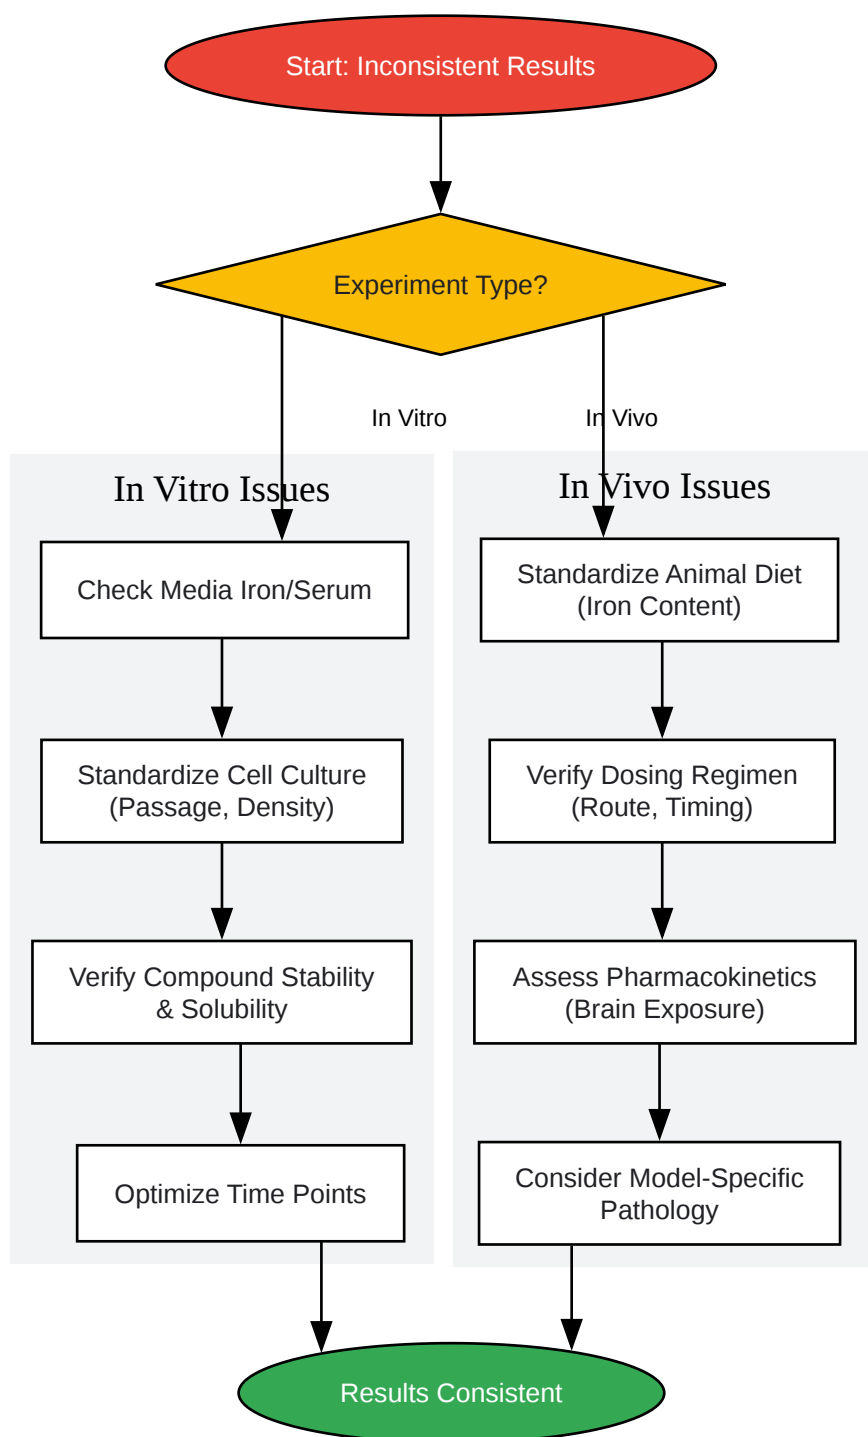 Start: Inconsistent Results
Experiment Type?
In Vitro
In Vivo
In Vitro Issues
Check Media Iron/Serum
Standardize Cell Culture
(Passage, Density)
Verify Compound Stability
& Solubility
Optimize Time Points
In Vivo Issues
Standardize Animal Diet
(Iron Content)
Verify Dosing Regimen
(Route, Timing)
Assess Pharmacokinetics
(Brain Exposure)
Consider Model-Specific
Pathology
Results Consistent